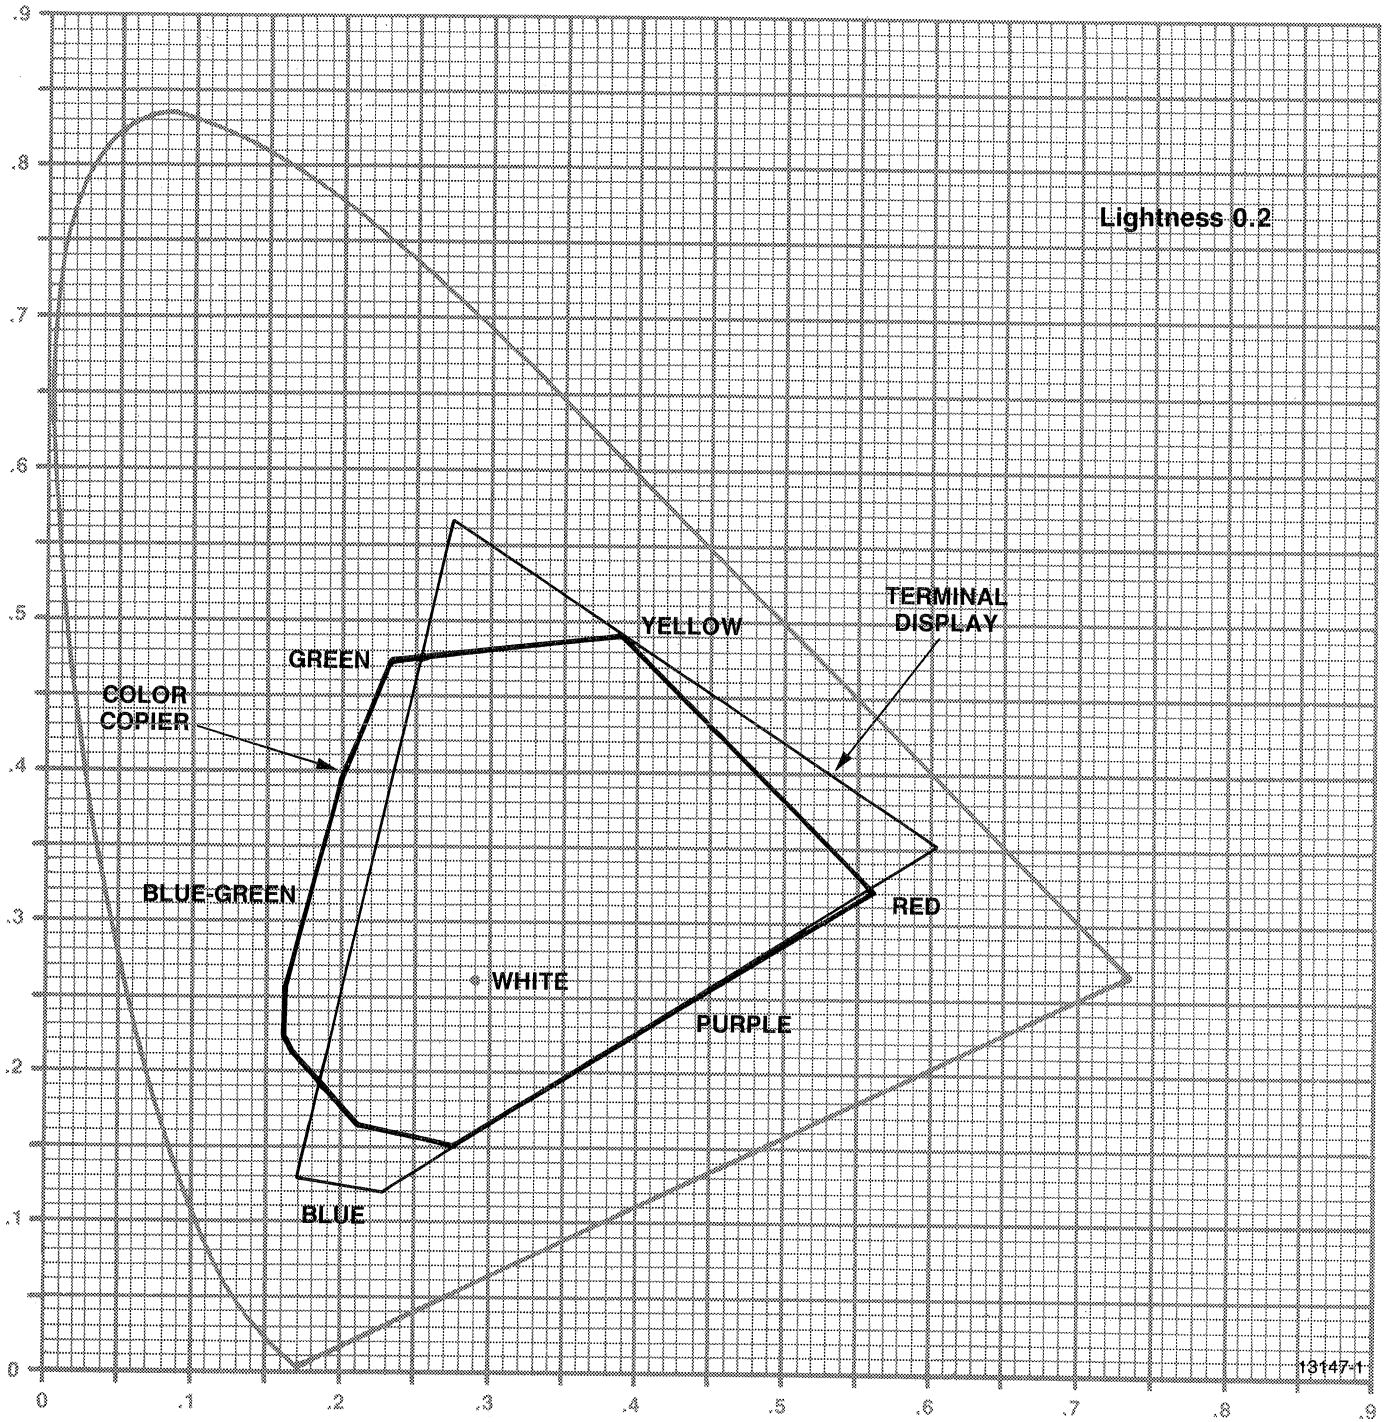 .9
.8
Lightness 0.2
.7
.6
TERMINAL
DISPLAY
.5
YELLOW
GREEN
COLOR
COPIER
.4
BLUE-GREEN
.3
RED
WHITE
PURPLE
.2
BLUE
.1
0
13147-1
0 .1 .2 .3 .4 .5 .6 .7 .8 .9